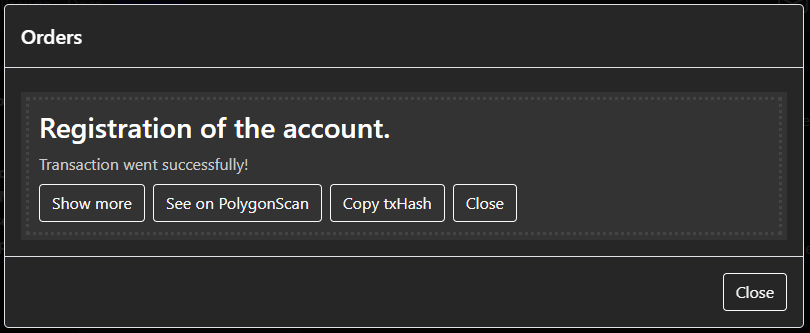 Orders
Registration of the account.
Transaction went successfully!
Show more See on PolygonScan Copy txHash Close
Close